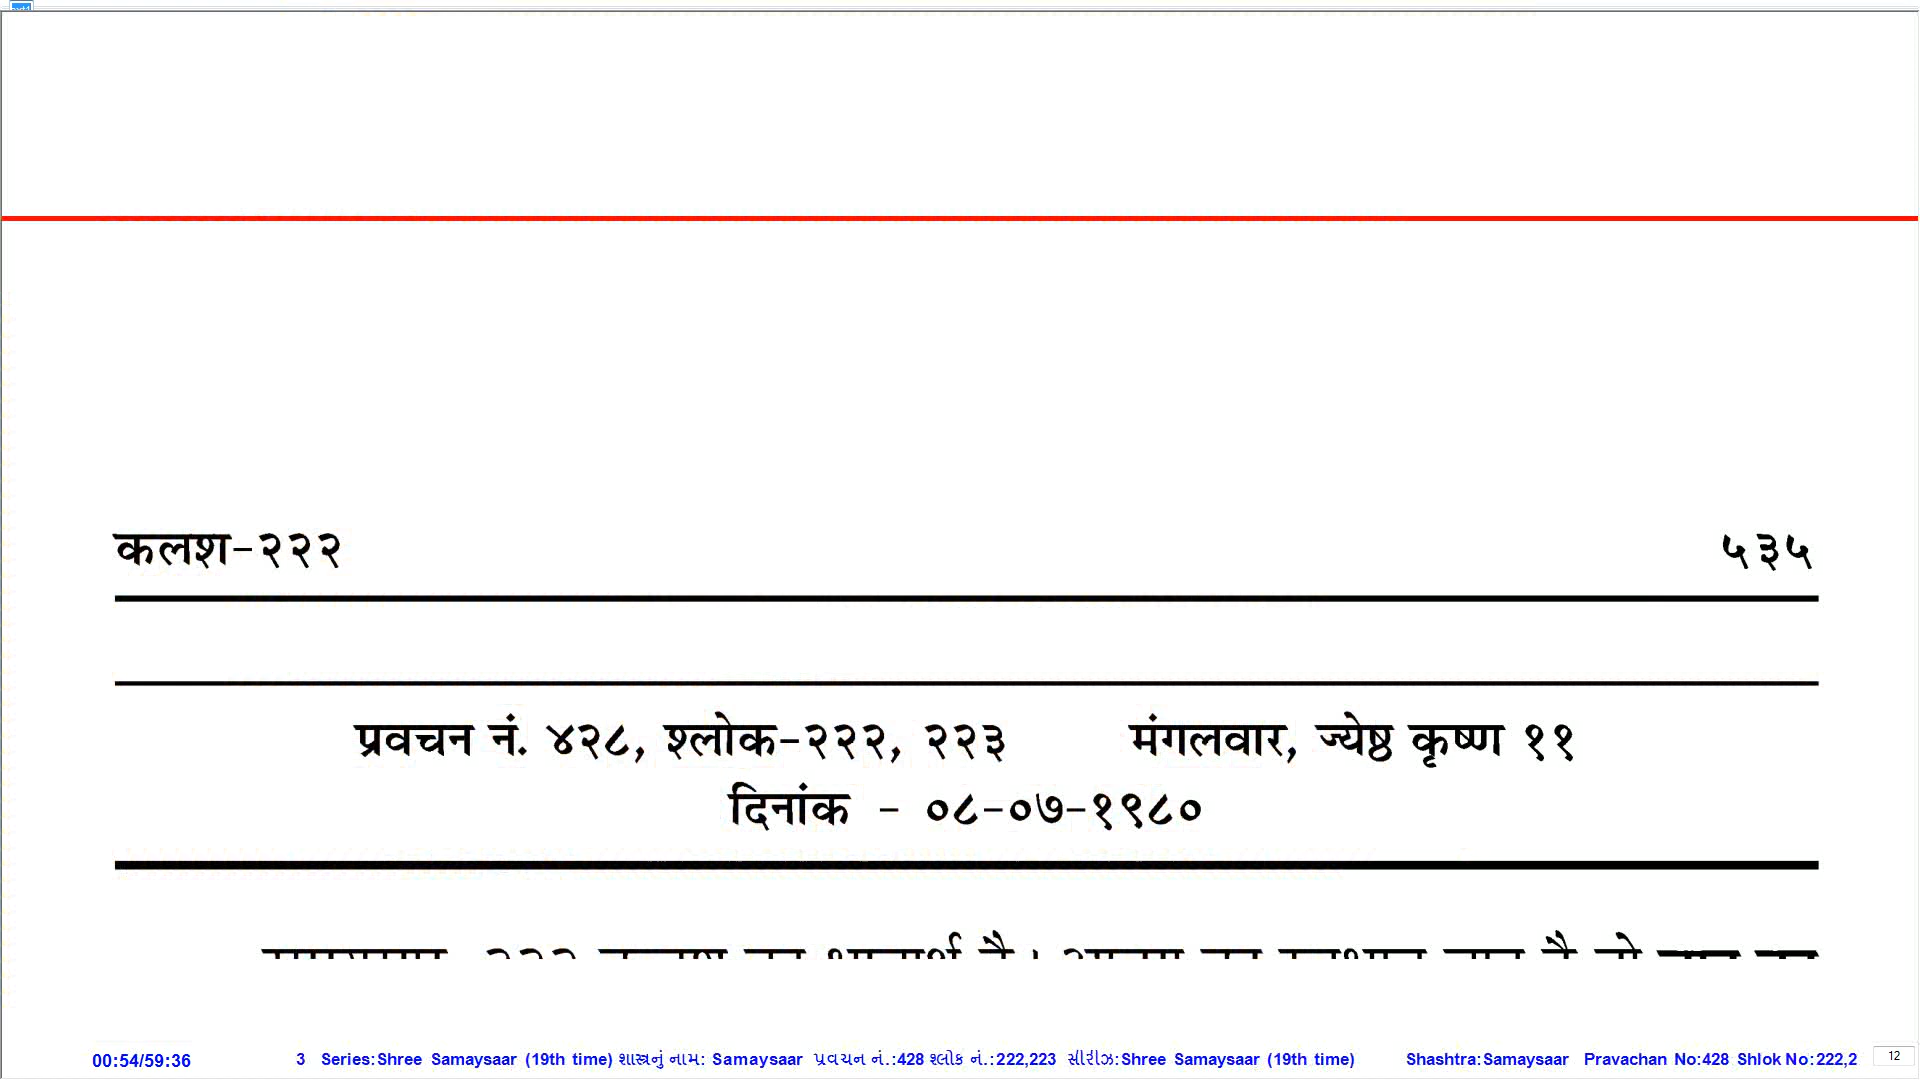 कलश-२२२ ५३५
प्रवचन नं. ४२८, श्लोक-२२२, २२३ मंगलवार, ज्येष्ठ कृष्ण ११
दिनांक - ०८-०७-१९८०
00:54/59:36 3 Series:Shree Samaysaar (19th time) શાસ્ત્રનું નામ: Samaysaar પ્રવચન નં.:428 શ્લોક નં.:222,223 સીરીઝ:Shree Samaysaar (19th time) Shashtra:Samaysaar Pravachan No:428 Shlok No:222,2 12